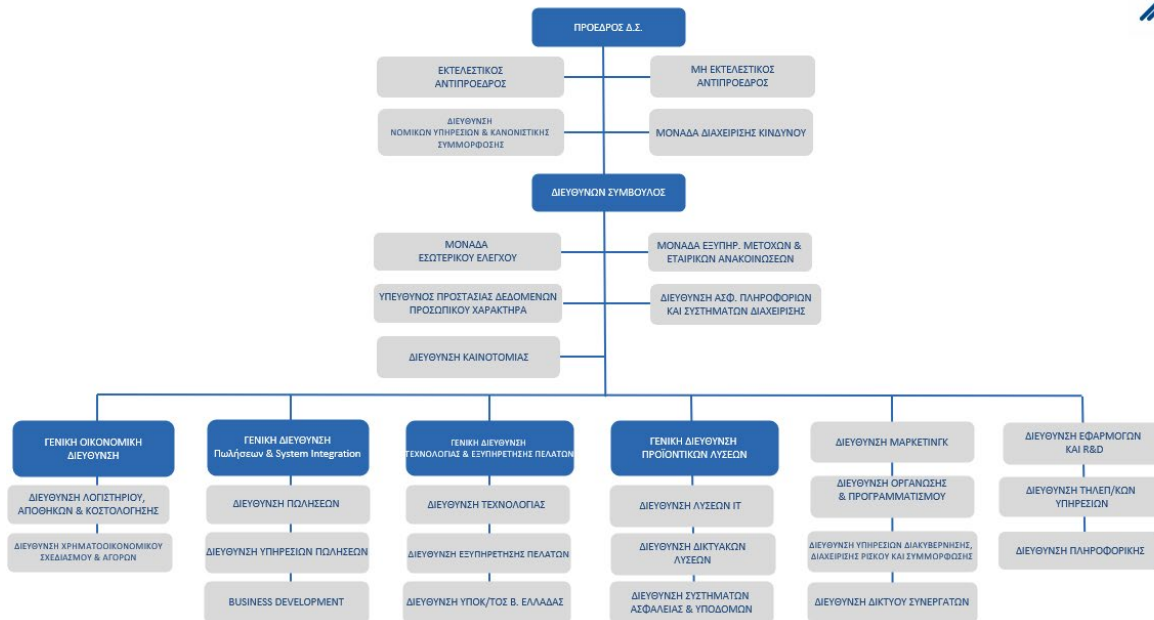 ΠΡΟΕΔΡΟΣ Δ.Σ.
ΕΚΤΕΛΕΣΤΙΚΟΣ
ΑΝΤΙΠΡΟΕΔΡΟΣ
ΜΗ ΕΚΤΕΛΕΣΤΙΚΟΣ
ΑΝΤΙΠΡΟΕΔΡΟΣ
ΔΙΕΥΘΥΝΣΗ
ΝΟΜΙΚΩΝ ΥΠΗΡΕΣΙΩΝ & ΚΑΝΟΝΙΣΤΙΚΗΣ
ΣΥΜΜΟΡΦΟΣΗΣ
ΜΟΝΑΔΑ ΔΙΑΧΕΙΡΙΣΗΣ ΚΙΝΔΥΝΟΥ
ΔΙΕΥΘΥΝΩΝ ΣΥΜΒΟΥΛΟΣ
ΜΟΝΑΔΑ
ΕΣΩΤΕΡΙΚΟΥ ΕΛΕΓΧΟΥ
ΜΟΝΑΔΑ ΕΞΥΠΗΡ. ΜΕΤΟΧΩΝ &
ΕΤΑΙΡΙΚΩΝ ΑΝΑΚΟΙΝΩΣΕΩΝ
ΥΠΕΥΘΥΝΟΣ ΠΡΟΣΤΑΣΙΑΣ ΔΕΔΟΜΕΝΩΝ
ΠΡΟΣΩΠΙΚΟΥ ΧΑΡΑΚΤΗΡΑ
ΔΙΕΥΘΥΝΣΗ ΑΣΦ. ΠΛΗΡΟΦΟΡΙΩΝ
ΚΑΙ ΣΥΣΤΗΜΑΤΩΝ ΔΙΑΧΕΙΡΙΣΗΣ
ΔΙΕΥΘΥΝΣΗ ΚΑΙΝΟΤΟΜΙΑΣ
ΓΕΝΙΚΗ ΟΙΚΟΝΟΜΙΚΗ
ΔΙΕΥΘΥΝΣΗ
ΔΙΕΥΘΥΝΣΗ ΛΟΓΙΣΤΗΡΙΟΥ,
ΑΠΟΘΗΚΩΝ & ΚΟΣΤΟΛΟΓΗΣΗΣ
ΔΙΕΥΘΥΝΣΗ ΧΡΗΜΑΤΟΟΙΚΟΝΟΜΙΚΟΥ
ΣΧΕΔΙΑΣΜΟΥ & ΑΓΟΡΩΝ
ΓΕΝΙΚΗ ΔΙΕΥΘΥΝΣΗ
Πωλήσεων & System Integration
ΔΙΕΥΘΥΝΣΗ ΠΩΛΗΣΕΩΝ
ΔΙΕΥΘΥΝΣΗ ΥΠΗΡΕΣΙΩΝ ΠΩΛΗΣΕΩΝ
BUSINESS DEVELOPMENT
ΓΕΝΙΚΗ ΔΙΕΥΘΥΝΣΗ
ΤΕΧΝΟΛΟΓΙΑΣ & ΕΞΥΠΗΡΕΤΗΣΗΣ ΠΕΛΑΤΩΝ
ΔΙΕΥΘΥΝΣΗ ΤΕΧΝΟΛΟΓΙΑΣ
ΔΙΕΥΘΥΝΣΗ ΕΞΥΠΗΡΕΤΗΣΗΣ ΠΕΛΑΤΩΝ
ΔΙΕΥΘΥΝΣΗ ΥΠΟΚ/ΤΟΣ Β. ΕΛΛΑΔΑΣ
ΓΕΝΙΚΗ ΔΙΕΥΘΥΝΣΗ
ΠΡΟΪΟΝΤΙΚΩΝ ΛΥΣΕΩΝ
ΔΙΕΥΘΥΝΣΗ ΛΥΣΕΩΝ IT
ΔΙΕΥΘΥΝΣΗ ΔΙΚΤΥΑΚΩΝ
ΛΥΣΕΩΝ
ΔΙΕΥΘΥΝΣΗ ΣΥΣΤΗΜΑΤΩΝ
ΑΣΦΑΛΕΙΑΣ & ΥΠΟΔΟΜΩΝ
ΔΙΕΥΘΥΝΣΗ ΜΑΡΚΕΤΙΝΓΚ
ΔΙΕΥΘΥΝΣΗ ΟΡΓΑΝΩΣΗΣ
& ΠΡΟΓΡΑΜΜΑΤΙΣΜΟΥ
ΔΙΕΥΘΥΝΣΗ ΥΠΗΡΕΣΙΩΝ ΔΙΑΚΥΒΕΡΝΗΣΗΣ,
ΔΙΑΧΕΙΡΙΣΗΣ ΡΙΣΚΟΥ ΚΑΙ ΣΥΜΜΟΡΦΩΣΗΣ
ΔΙΕΥΘΥΝΣΗ ΔΙΚΤΥΟΥ ΣΥΝΕΡΓΑΤΩΝ
ΔΙΕΥΘΥΝΣΗ ΕΦΑΡΜΟΓΩΝ
ΚΑΙ R&D
ΔΙΕΥΘΥΝΣΗ ΤΗΛΕΠ/ΚΩΝ
ΥΠΗΡΕΣΙΩΝ
ΔΙΕΥΘΥΝΣΗ ΠΛΗΡΟΦΟΡΙΚΗΣ